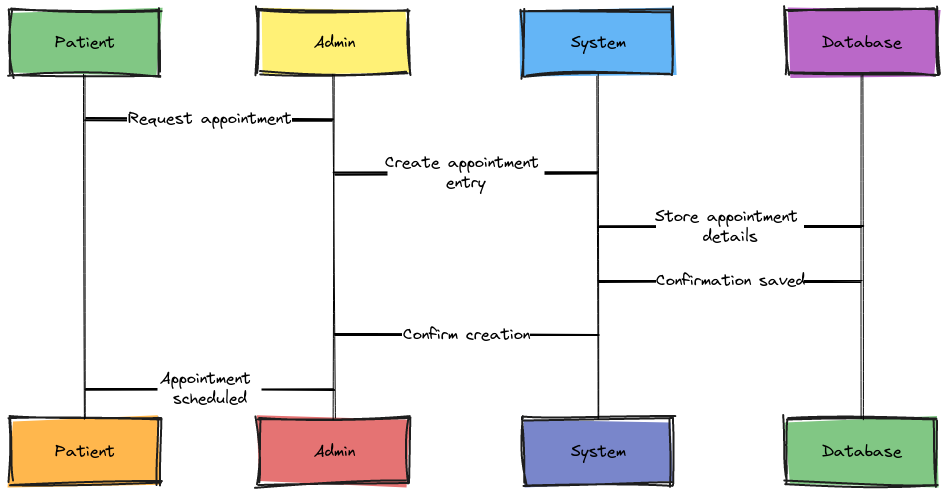 Patient
Admin
System
Database
Request appointment
Create appointment
entry
Store appointment
details
Confirmation saved
Confirm creation
Appointment
scheduled
Patient
Admin
System
Database